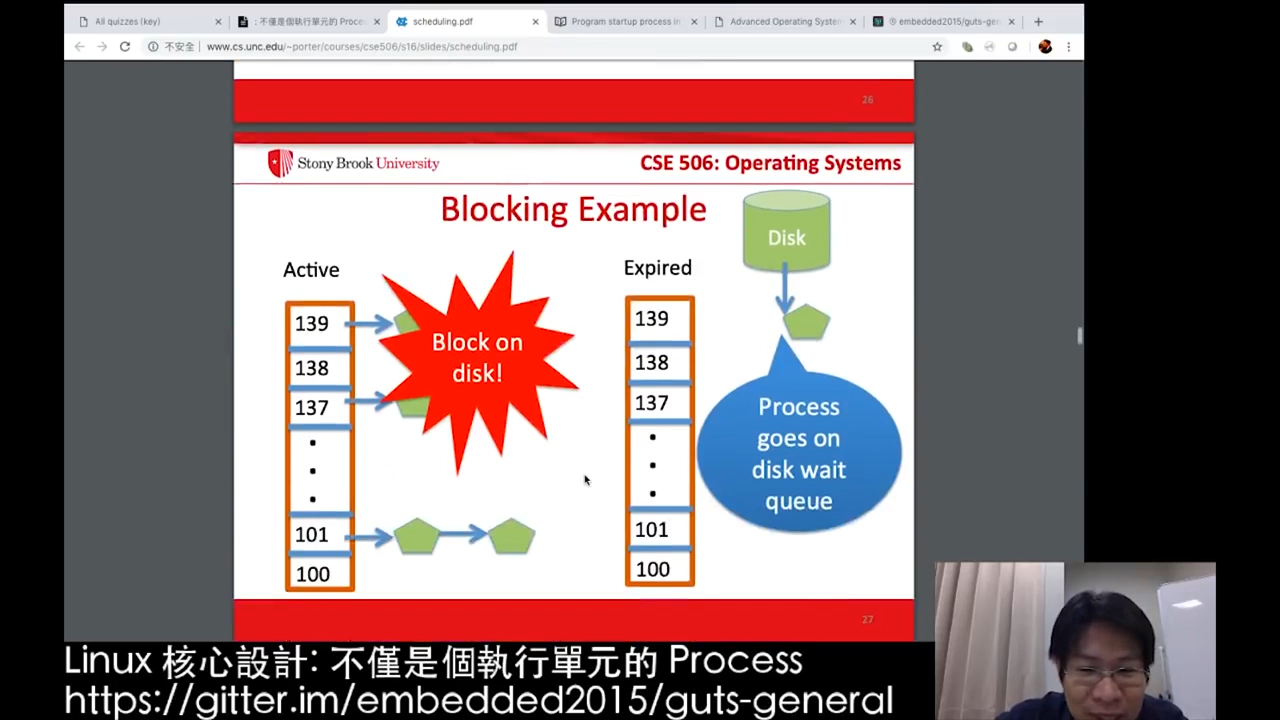 All quizzes (key)
: 不僅是個執行單元的 Proces
scheduling.pdf
Program startup process in
Advanced Operating System
embedded2015/guts-gen
不安全
www.cs.unc.edu/~porter/courses/cse506/s16/slides/scheduling.pdf
26
Stony Brook University
CSE 506: Operating Systems
Blocking Example
Disk
Active
Expired
139
138
137
101
100
Block on
disk!
139
138
137
101
100
Process
goes on
disk wait
queue
27
Linux 核心設計: 不僅是個執行單元的 Process
https://gitter.im/embedded2015/guts-general